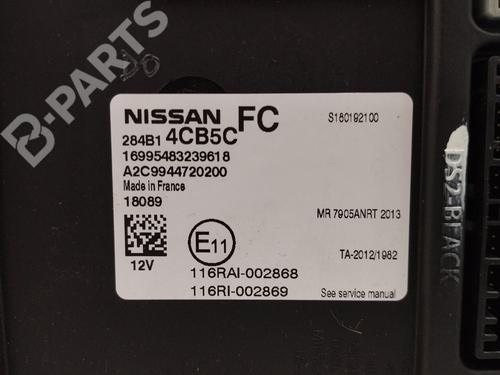 B-PARTS
NISSAN FC
284B1 4CB5C
16995483239618
A2C9944720200
Made in France
18089
12V
E11
S180192100
MR 7905ANRT 2013
TA-2012/1982
116RAI-002868
116RI-002869
See service manual
DS2-BLACK